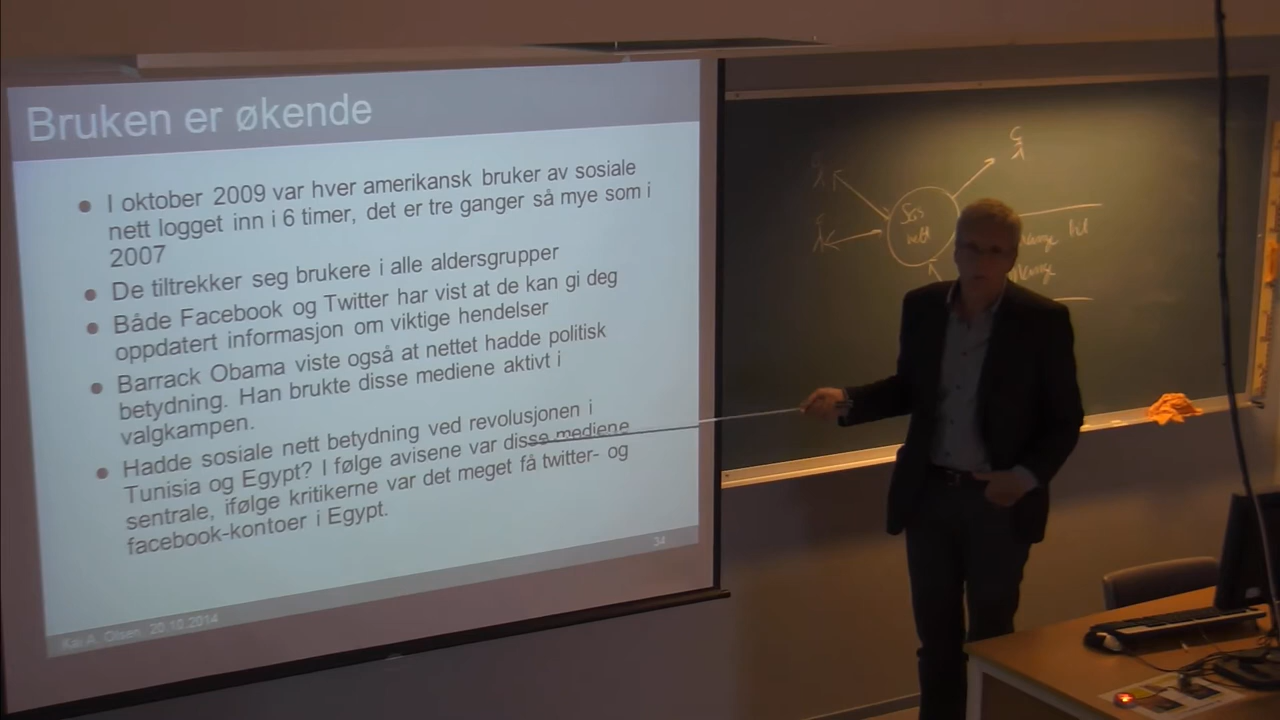 Bruken er økende
I oktober 2009 var hver amerikansk bruker av sosiale
nett logget inn i 6 timer, det er tre ganger så mye som i
2007
De tiltrekker seg brukere i alle aldersgrupper
Både Facebook og Twitter har vist at de kan gi deg
oppdatert informasjon om viktige hendelser
Barrack Obama viste også at nettet hadde politisk
betydning. Han brukte disse mediene aktivt i
valgkampen.
Hadde sosiale nett betydning ved revolusjonen i
Tunisia og Egypt? I følge avisene var disse mediene
sentrale, ifølge kritikerne var det meget få twitter- og
facebook-kontoer i Egypt.
34
Kai A. Olsen, 20.10.2014
C
Sos
nett
til